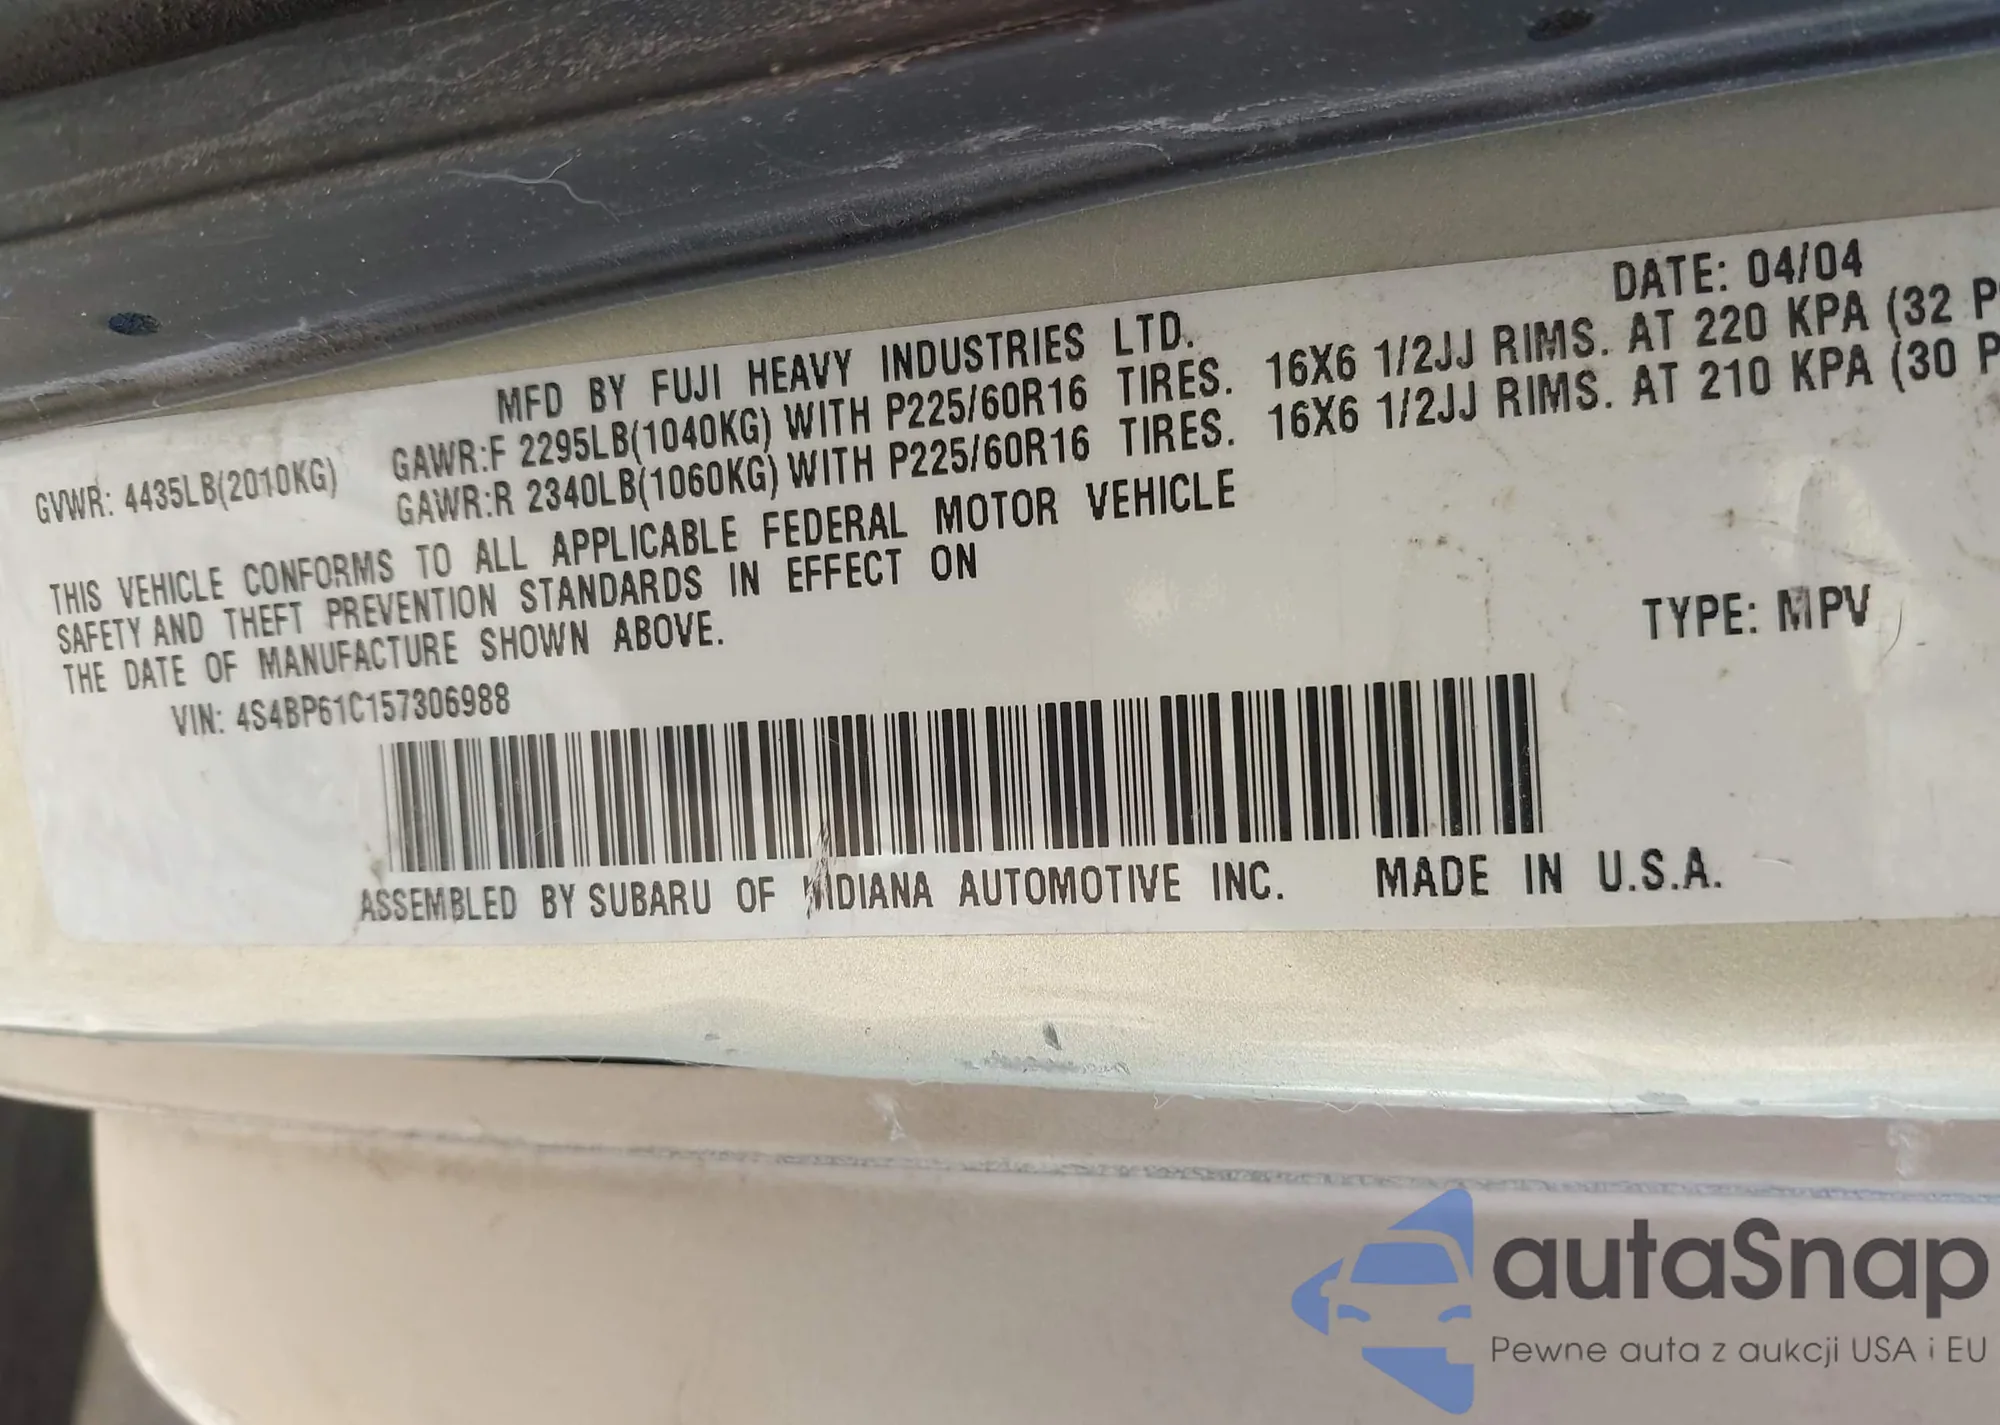 MFD BY FUJI HEAVY INDUSTRIES LTD. DATE: 04/04
GVWR: 4435LB(2010KG) GAWR:F 2295LB(1040KG) WITH P225/60R16 TIRES. 16X6 1/2JJ RIMS. AT 220 KPA (32 P
GAWR:R 2340LB(1060KG) WITH P225/60R16 TIRES. 16X6 1/2JJ RIMS. AT 210 KPA (30 P
THIS VEHICLE CONFORMS TO ALL APPLICABLE FEDERAL MOTOR VEHICLE
SAFETY AND THEFT PREVENTION STANDARDS IN EFFECT ON
THE DATE OF MANUFACTURE SHOWN ABOVE.
TYPE: MPV
VIN: 4S4BP61C157306988
ASSEMBLED BY SUBARU OF INDIANA AUTOMOTIVE INC. MADE IN U.S.A.
autaSnap
Pewne auta z aukcji USA i EU